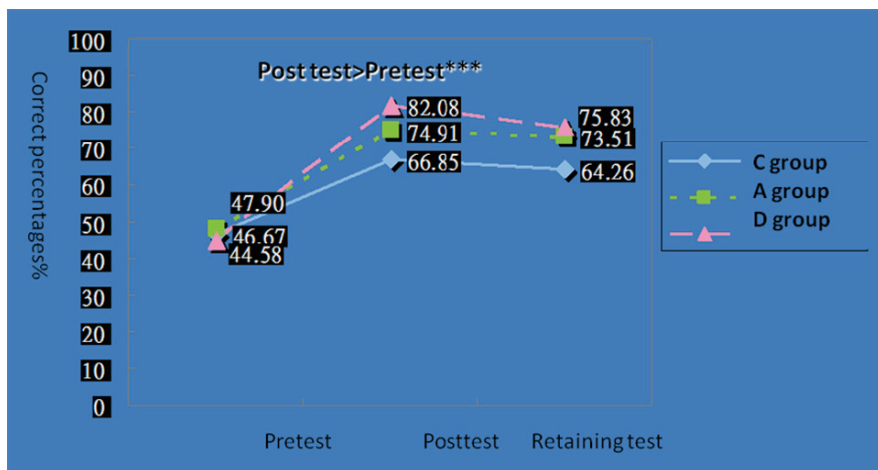 Correct percentages%
100
90
80
70
60
50
40
30
20
10
0
Post test>Pretest***
82.08
74.91
66.85
75.83
73.51
64.26
47.90
46.67
44.58
C group
A group
D group
Pretest
Posttest
Retaining test